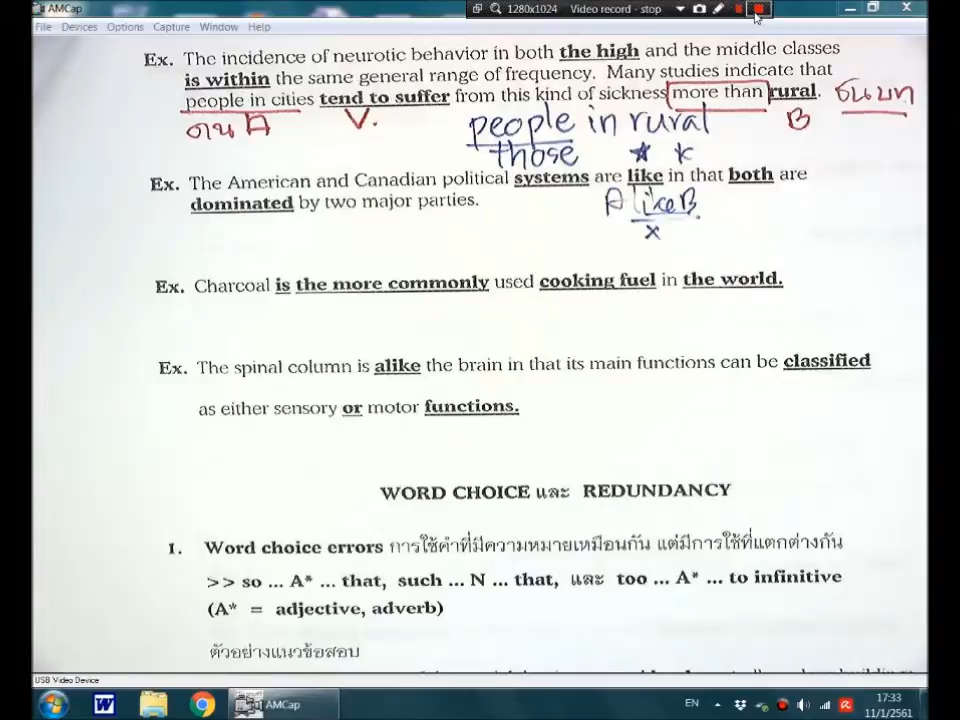 AMCap
1280x1024 Video record - stop
File Devices Options Capture Window Help
Ex. The incidence of neurotic behavior in both the high and the middle classes
is within the same general range of frequency. Many studies indicate that
people in cities tend to suffer from this kind of sickness more than rural. ชนบท
คน A V. people in rural B
those
Ex. The American and Canadian political systems are like in that both are
dominated by two major parties. A like B.
x
Ex. Charcoal is the more commonly used cooking fuel in the world.
Ex. The spinal column is alike the brain in that its main functions can be classified
as either sensory or motor functions.
WORD CHOICE และ REDUNDANCY
1. Word choice errors การใช้คำที่มีความหมายเหมือนกัน แต่มีการใช้ที่แตกต่างกัน
>> so ... A* ... that, such ... N ... that, และ too ... A* ... to infinitive
(A* = adjective, adverb)
ตัวอย่างแนวข้อสอบ
USB Video Device
AMCap
EN
17:33
11/1/2561